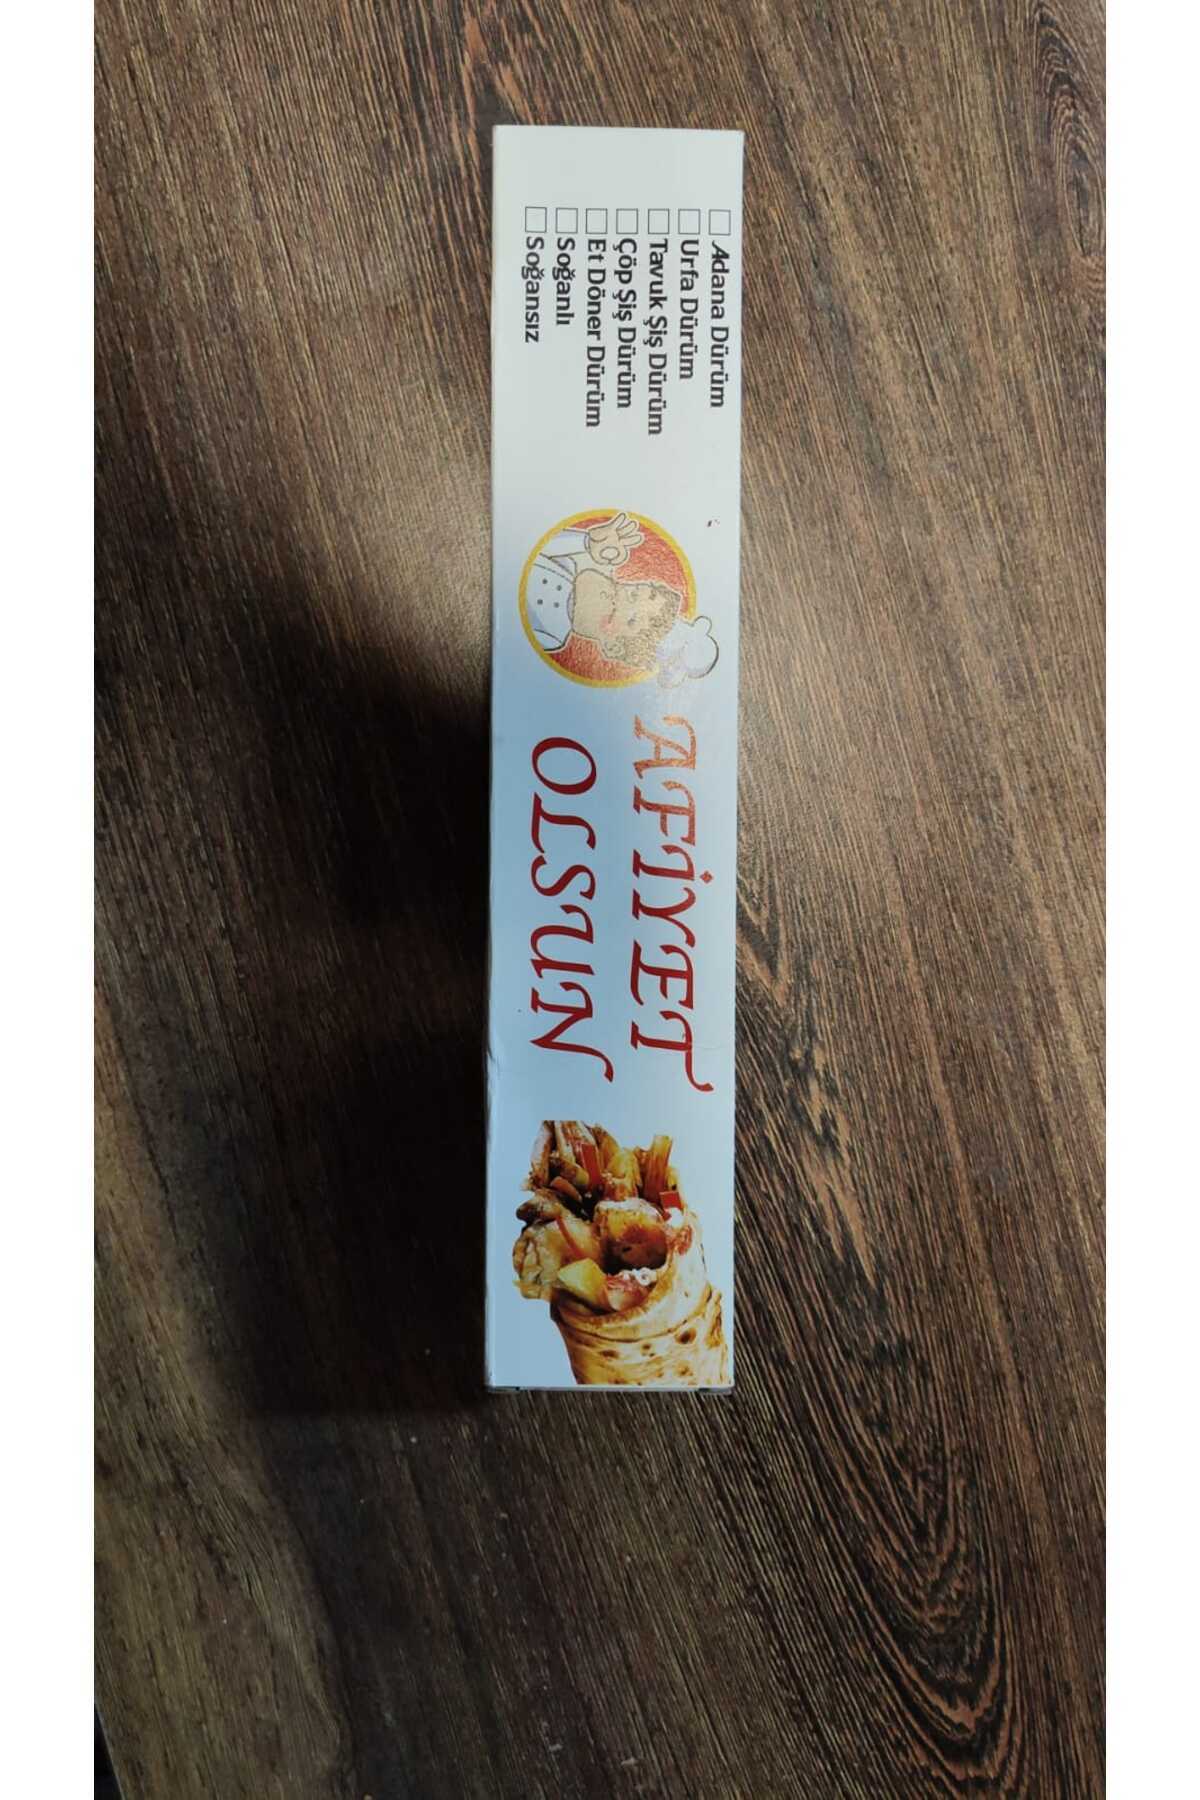 Adana Dürüm
Urfa Dürüm
Tavuk Şiş Dürüm
Çöp Şiş Dürüm
Et Döner Dürüm
Soğanlı
Soğansız
AFİYET
OLSUN